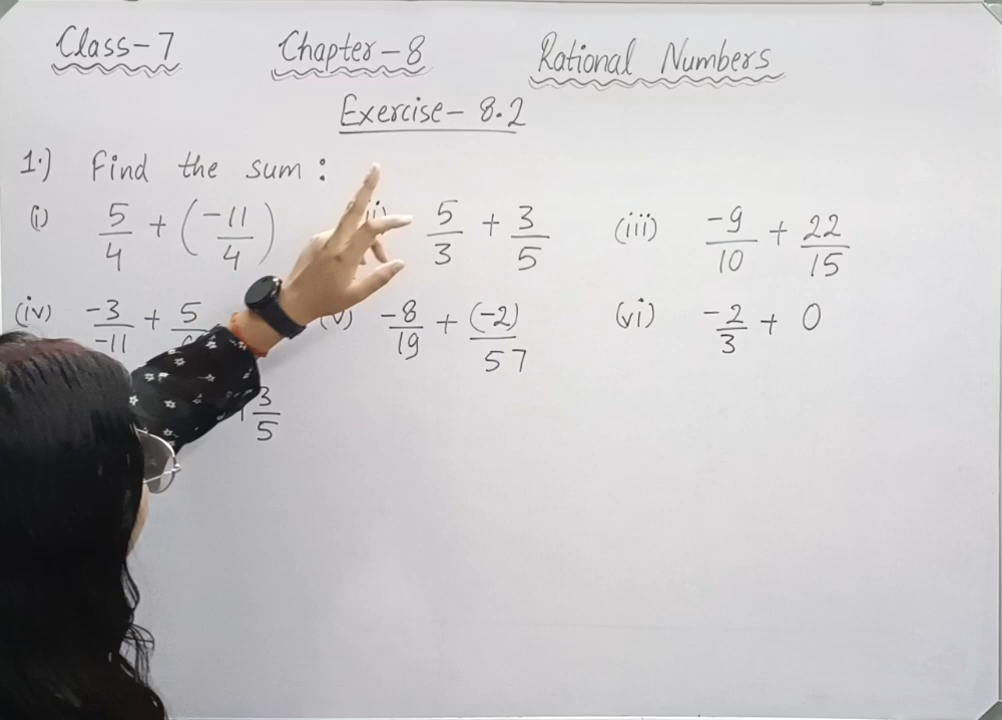 Class-7 Chapter-8 Rational Numbers
Exercise- 8.2
1.) Find the sum :
(i) 5/4 + (-11/4) (ii) 5/3 + 3/5 (iii) -9/10 + 22/15
(iv) -3/-11 + 5/ (v) -8/19 + (-2)/57 (vi) -2/3 + 0
3/5